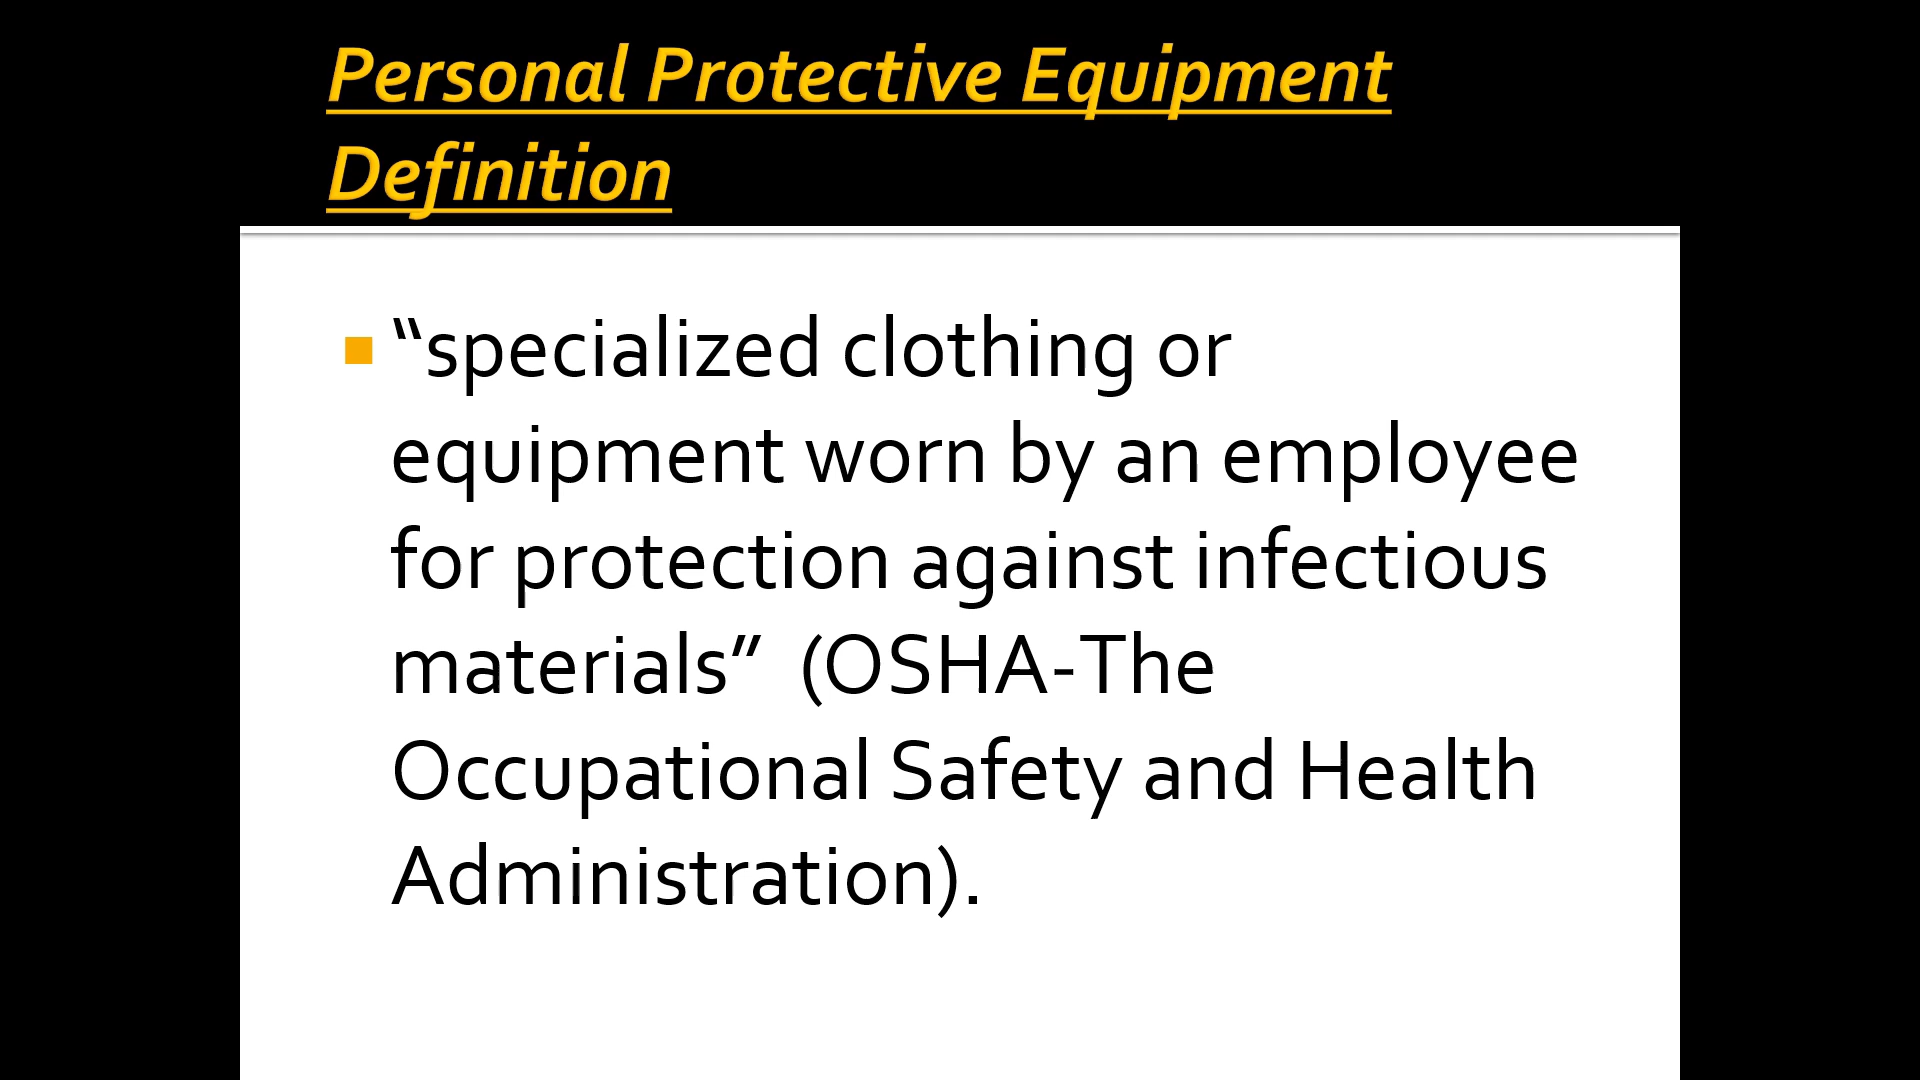 Personal Protective Equipment
Definition
“specialized clothing or
equipment worn by an employee
for protection against infectious
materials”  (OSHA-The
Occupational Safety and Health
Administration).